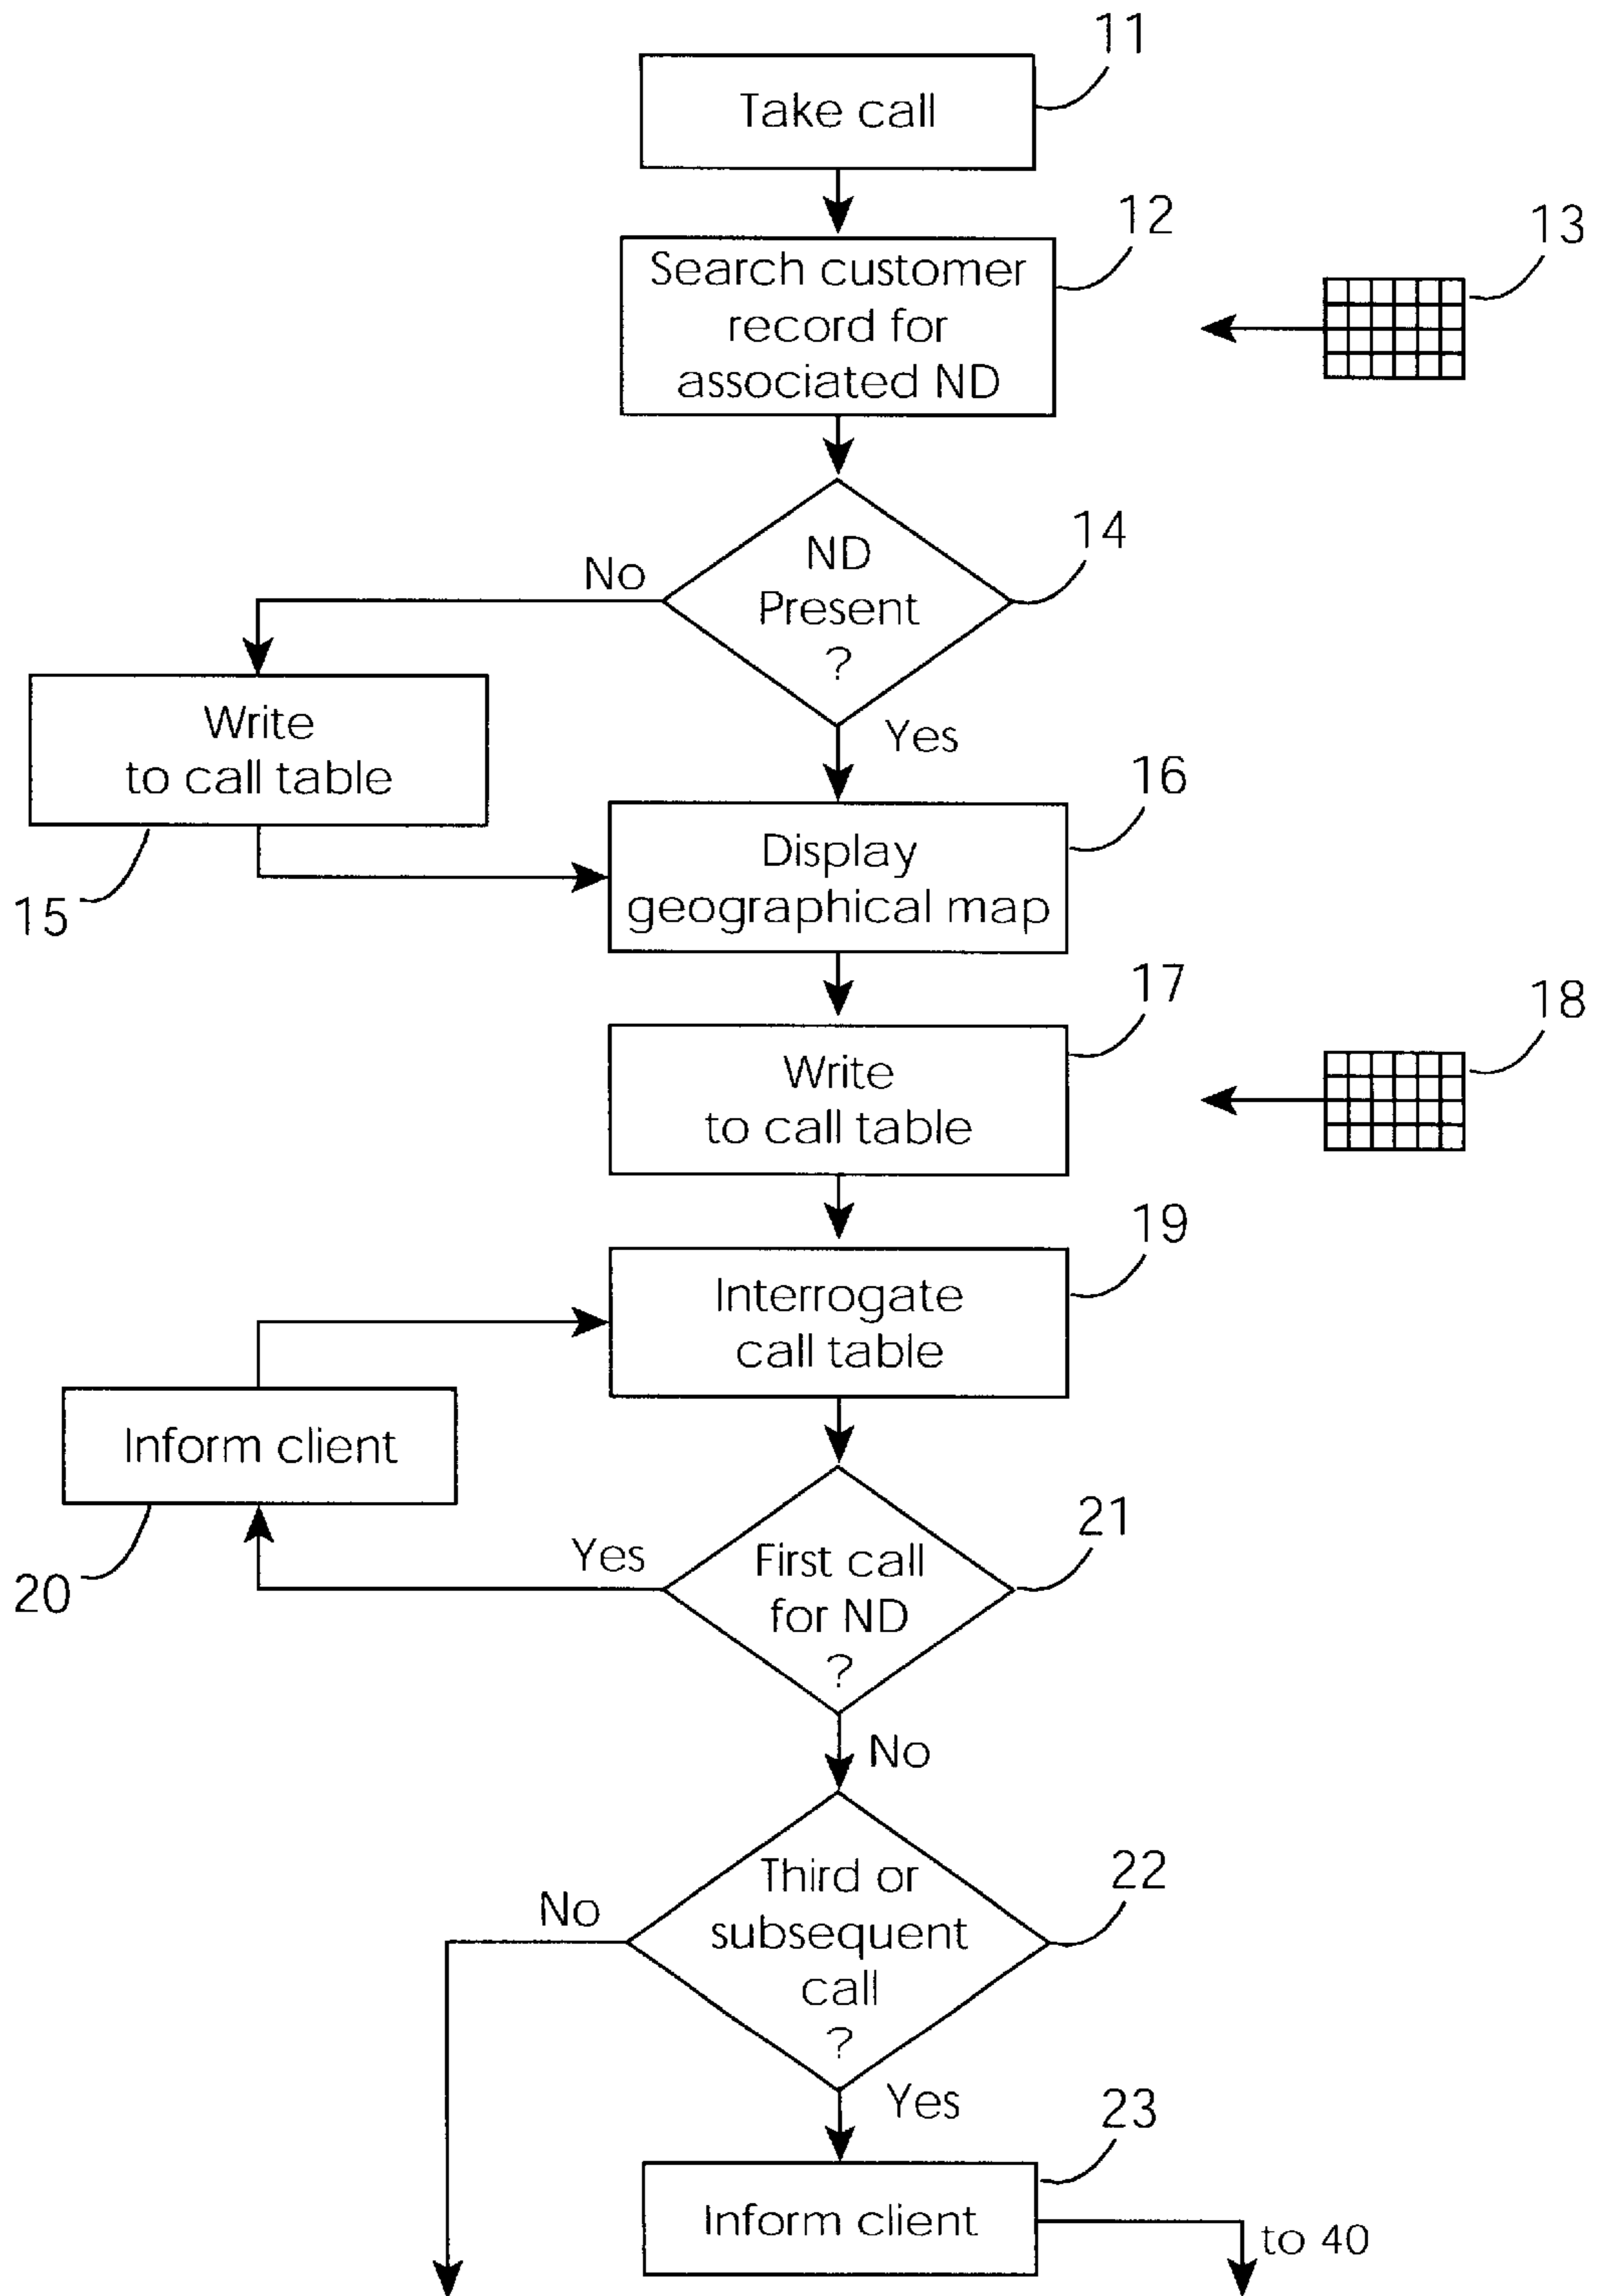 11
Take call
12
13
Search customer
record for
associated ND
14
ND
Present
?
No
Yes
Write
to call table
15
16
Display
geographical map
17
18
Write
to call table
19
Interrogate
call table
Inform client
20
21
Yes
First call
for ND
?
No
22
Third or
subsequent
call
?
No
Yes
23
Inform client
to 40